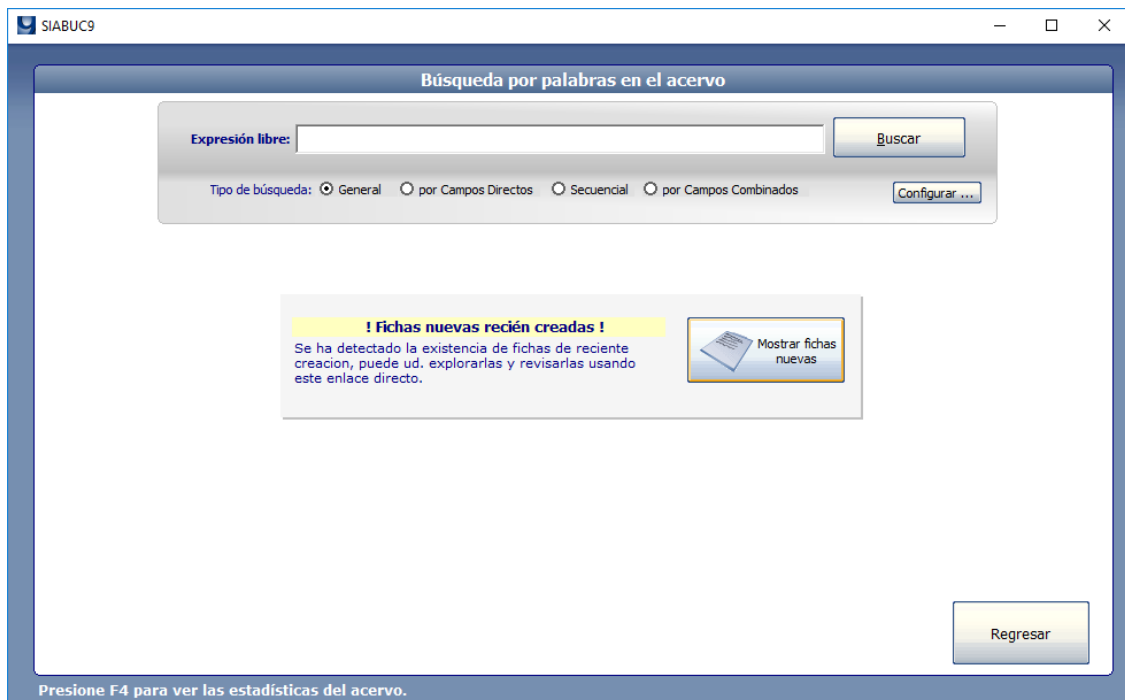 SIABUC9
Búsqueda por palabras en el acervo
Expresión libre:
Buscar
Tipo de búsqueda: General por Campos Directos Secuencial por Campos Combinados
Configurar ...
! Fichas nuevas recién creadas !
Se ha detectado la existencia de fichas de reciente
creacion, puede ud. explorarlas y revisarlas usando
este enlace directo.
Mostrar fichas
nuevas
Regresar
Presione F4 para ver las estadísticas del acervo.